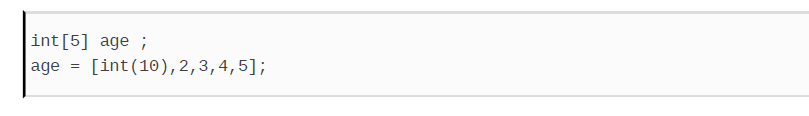 int[5] age ;
age = [int(10),2,3,4,5];